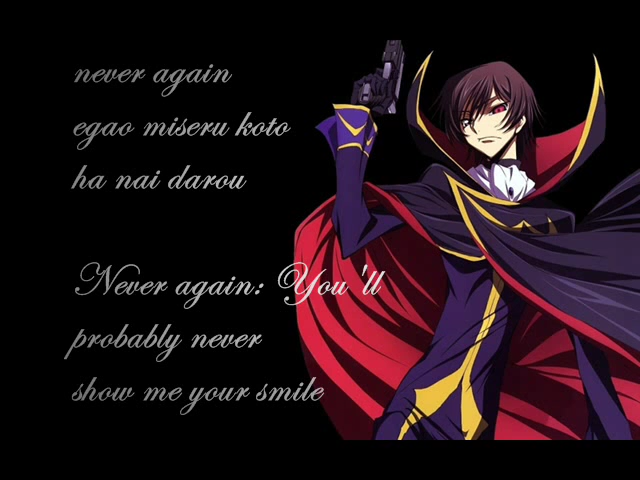 never again
egao miseru koto
ha nai darou
Never again: You'll
probably never
show me your smile